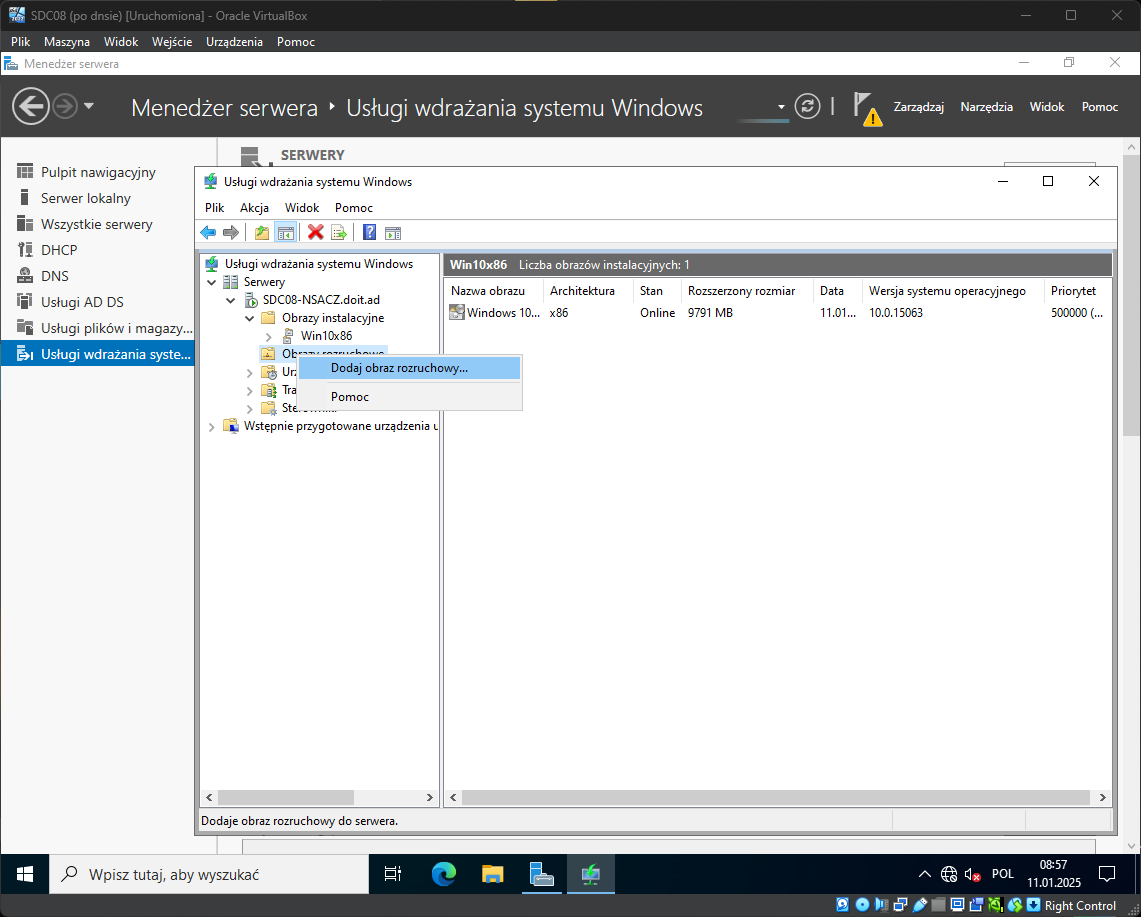 SDC08 (po dnsie) [Uruchomiona] - Oracle VirtualBox
Plik Maszyna Widok Wejście Urządzenia Pomoc
Menedżer serwera
Menedżer serwera Usługi wdrażania systemu Windows
Zarządzaj Narzędzia Widok Pomoc
Pulpit nawigacyjny
Serwer lokalny
Wszystkie serwery
DHCP
DNS
Usługi AD DS
Usługi plików i magazy...
Usługi wdrażania syste...
SERWERY
Usługi wdrażania systemu Windows
Plik Akcja Widok Pomoc
Usługi wdrażania systemu Windows
Serwery
SDC08-NSACZ.doit.ad
Obrazy instalacyjne
Win10x86
Obrazy rozruchowe
Urz
Tra
Sterowniki
Wstępnie przygotowane urządzenia u
Dodaj obraz rozruchowy...
Pomoc
Win10x86 Liczba obrazów instalacyjnych: 1
Nazwa obrazu Architektura Stan Rozszerzony rozmiar Data Wersja systemu operacyjnego Priorytet
Windows 10... x86 Online 9791 MB 11.01... 10.0.15063 500000 (...
Dodaje obraz rozruchowy do serwera.
Wpisz tutaj, aby wyszukać
POL
08:57
11.01.2025
Right Control